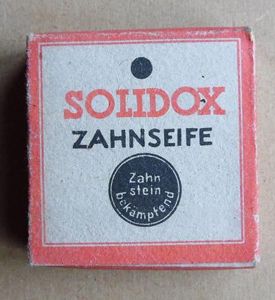 SOLIDOX
ZAHNSEIFE
Zahn
stein
bekämpfend